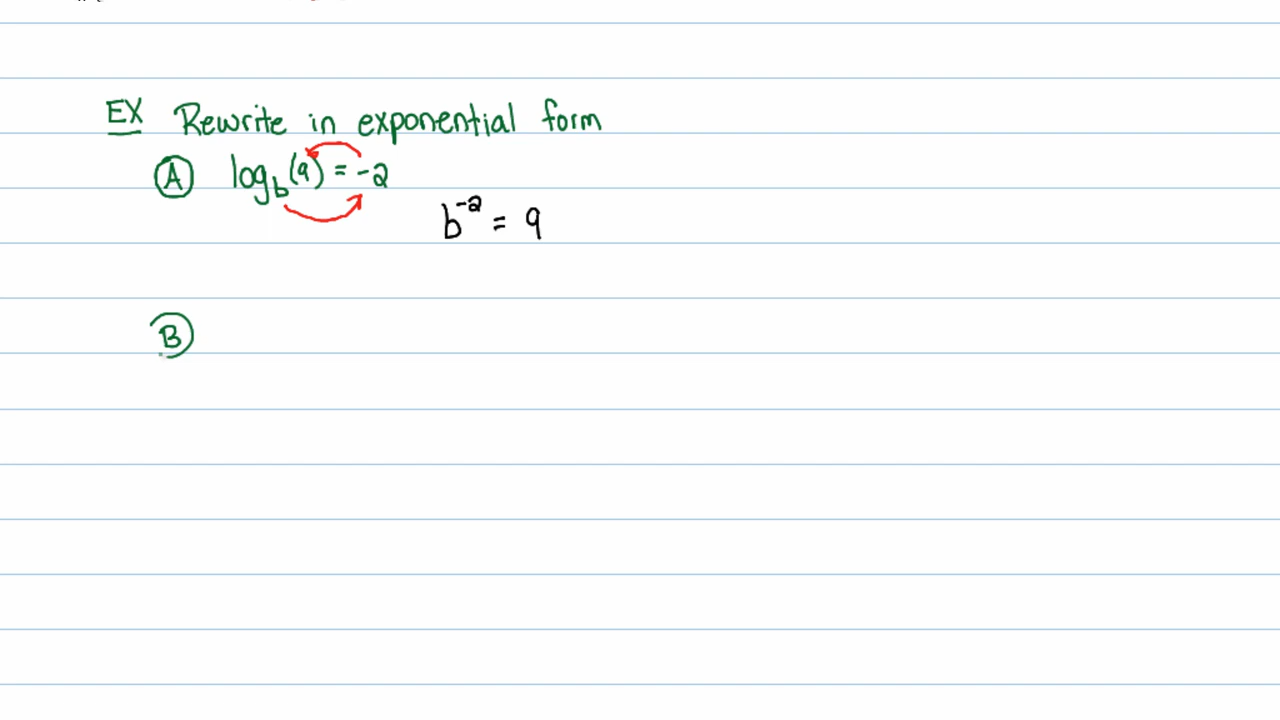 EX Rewrite in exponential form
A log_b(9) = -2
b^-2 = 9
B